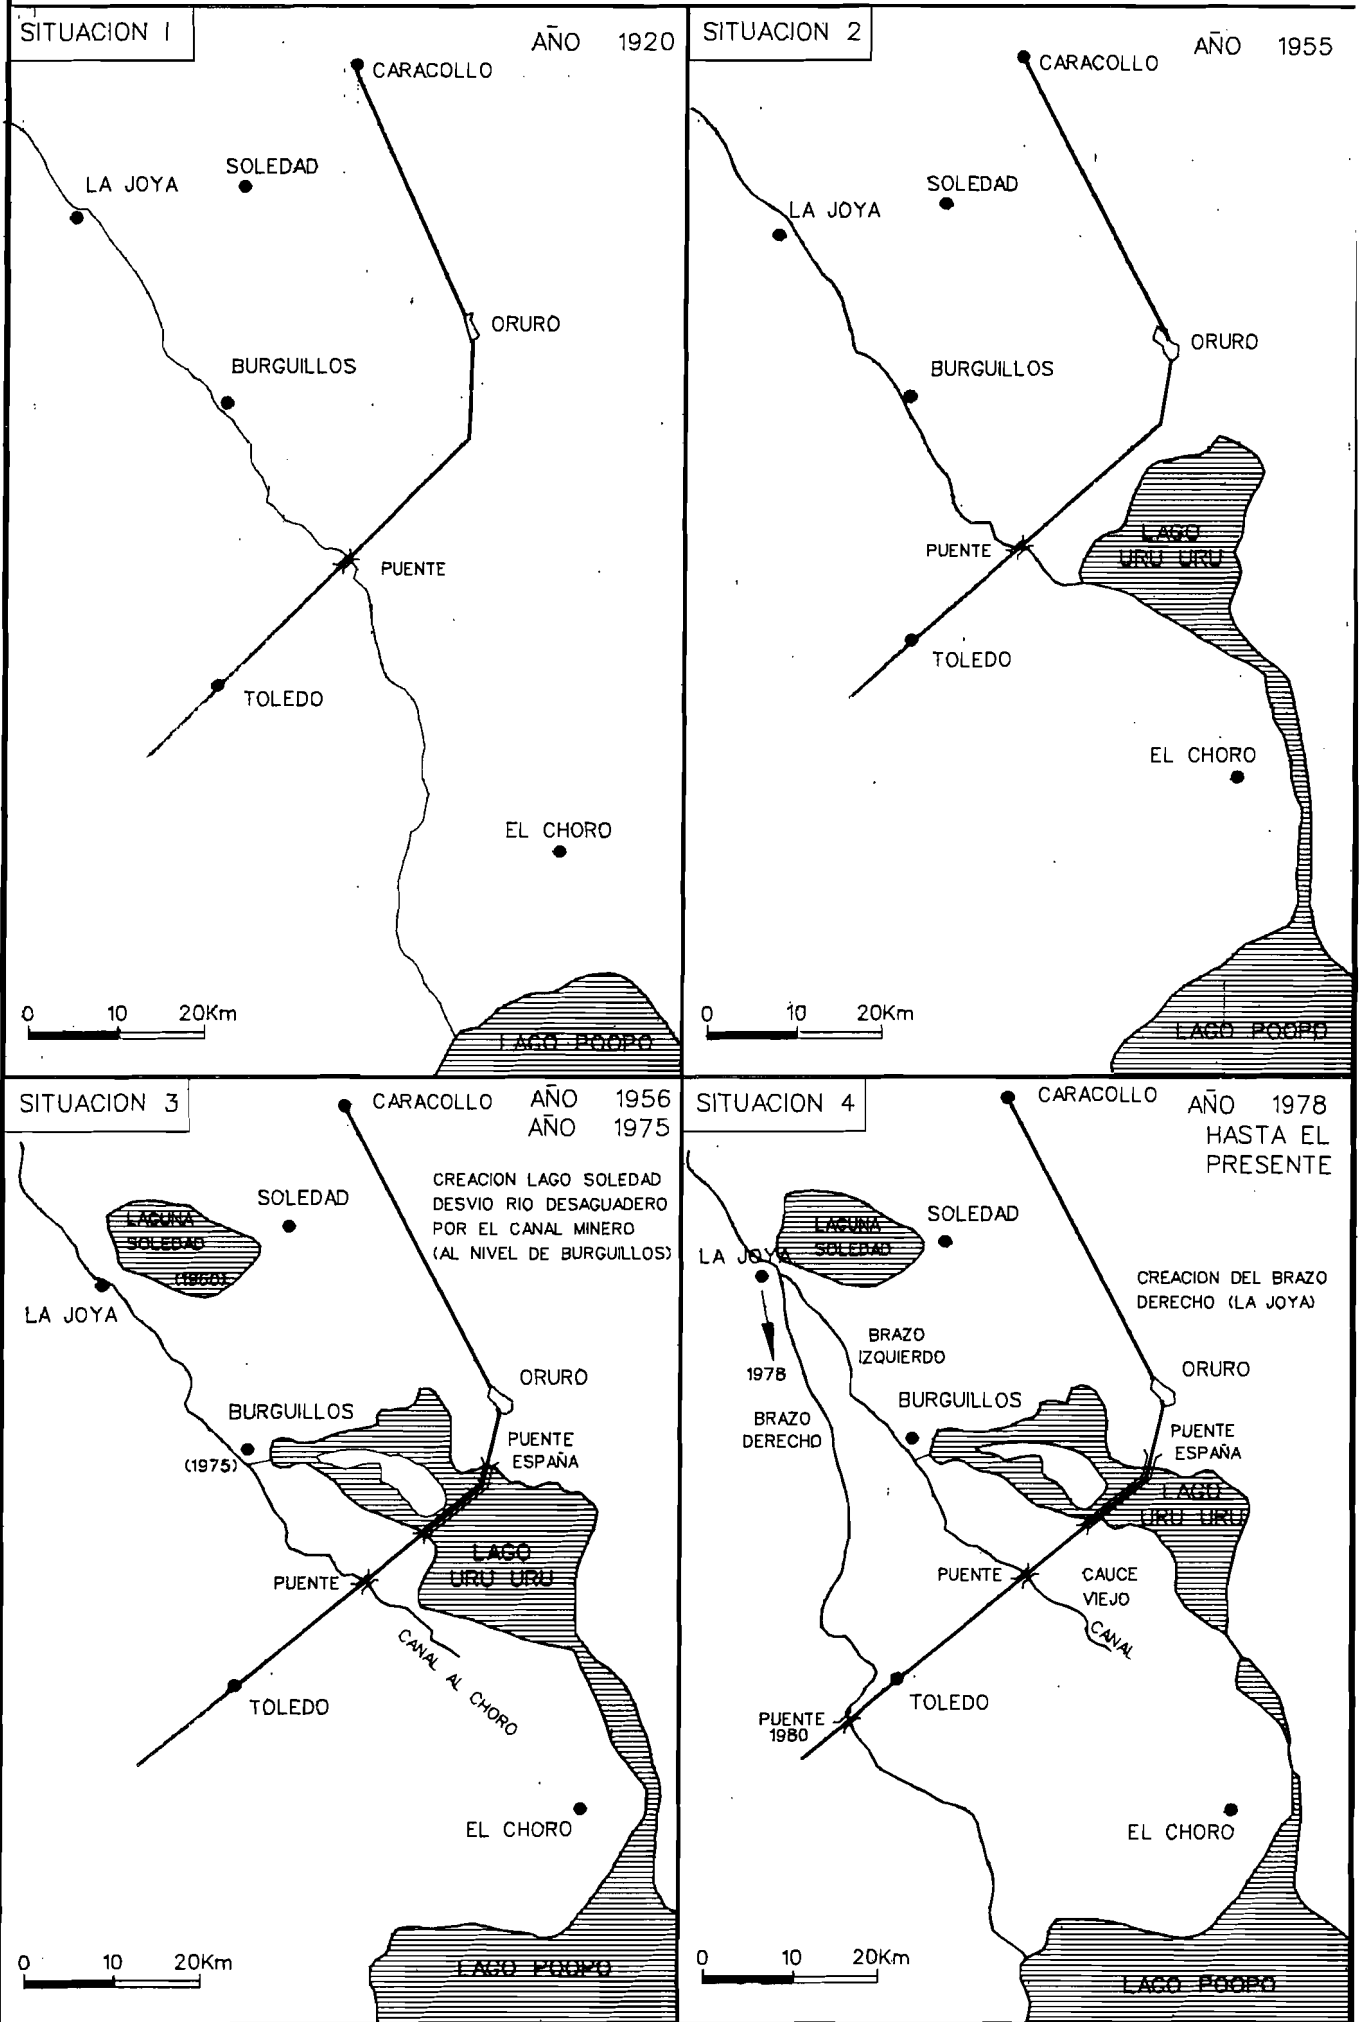 SITUACION 1
AÑO 1920
CARACOLLO
SOLEDAD
LA JOYA
ORURO
BURGUILLOS
PUENTE
TOLEDO
EL CHORO
0 10 20Km
LAGO POOPO
SITUACION 2
AÑO 1955
CARACOLLO
SOLEDAD
LA JOYA
ORURO
BURGUILLOS
LAGO
URU URU
PUENTE
TOLEDO
EL CHORO
0 10 20Km
LAGO POOPO
SITUACION 3
CARACOLLO
AÑO 1956
AÑO 1975
CREACION LAGO SOLEDAD
DESVIO RIO DESAGUADERO
POR EL CANAL MINERO
(AL NIVEL DE BURGUILLOS)
SOLEDAD
LAGUNA
SOLEDAD
(1960)
LA JOYA
ORURO
BURGUILLOS
(1975)
PUENTE
ESPAÑA
LAGO
URU URU
PUENTE
CANAL AL CHORO
TOLEDO
EL CHORO
0 10 20Km
LAGO POOPO
SITUACION 4
CARACOLLO
AÑO 1978
HASTA EL
PRESENTE
SOLEDAD
LAGUNA
SOLEDAD
LA JOYA
CREACION DEL BRAZO
DERECHO (LA JOYA)
BRAZO
IZQUIERDO
1978
ORURO
BURGUILLOS
BRAZO
DERECHO
PUENTE
ESPAÑA
LAGO
URU URU
PUENTE
CAUCE
VIEJO
CANAL
TOLEDO
PUENTE
1980
EL CHORO
0 10 20Km
LAGO POOPO